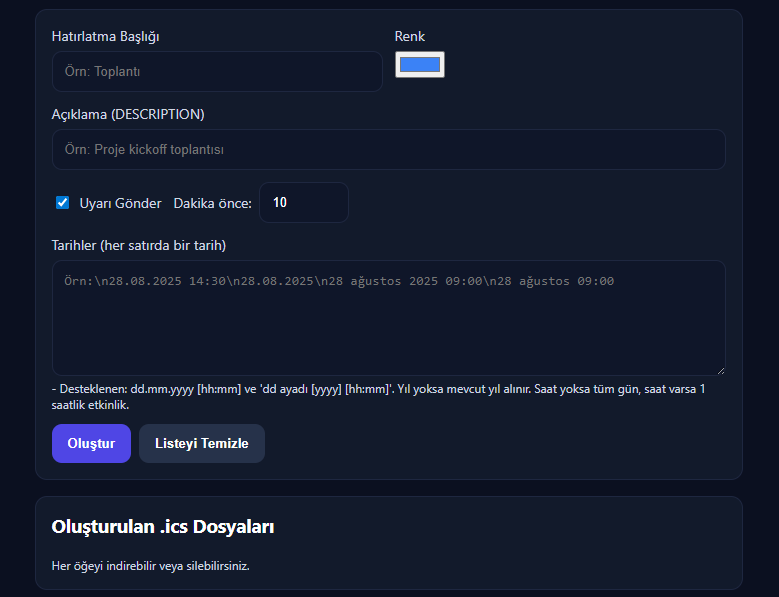 Hatırlatma Başlığı
Renk
Örn: Toplantı
Açıklama (DESCRIPTION)
Örn: Proje kickoff toplantısı
Uyarı Gönder Dakika önce: 10
Tarihler (her satırda bir tarih)
Örn:\n28.08.2025 14:30\n28.08.2025\n28 ağustos 2025 09:00\n28 ağustos 09:00
- Desteklenen: dd.mm.yyyy [hh:mm] ve 'dd ayadı [yyyy] [hh:mm]'. Yıl yoksa mevcut yıl alınır. Saat yoksa tüm gün, saat varsa 1
saatlik etkinlik.
Oluştur Listeyi Temizle
Oluşturulan .ics Dosyaları
Her öğeyi indirebilir veya silebilirsiniz.